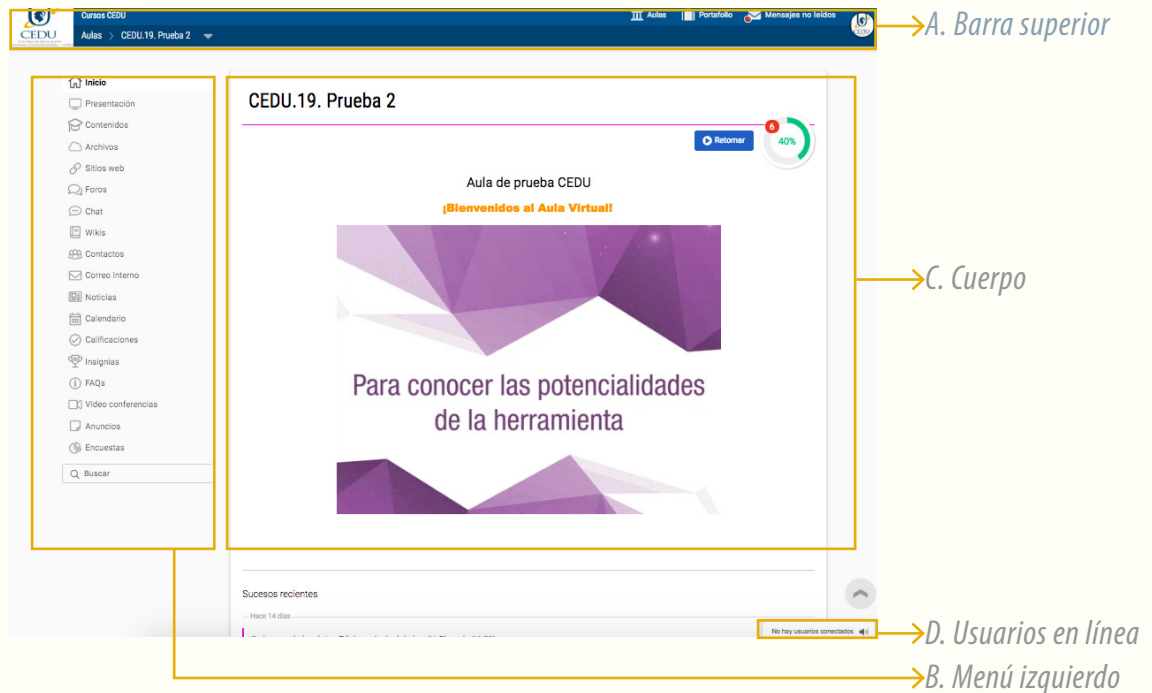 Cursos CEDU
Aulas
Portafolio
Mensajes no leídos
CEDU
Aulas > CEDU.19. Prueba 2
A. Barra superior
Inicio
Presentación
Contenidos
Archivos
Sitios web
Foros
Chat
Wikis
Contactos
Correo interno
Noticias
Calendario
Calificaciones
Insignias
FAQs
Video conferencias
Anuncios
Encuestas
Buscar
CEDU.19. Prueba 2
Retomar
6
40%
Aula de prueba CEDU
¡Bienvenidos al Aula Virtual!
Para conocer las potencialidades
de la herramienta
C. Cuerpo
Sucesos recientes
Hace 14 días
No hay usuarios conectados
D. Usuarios en línea
B. Menú izquierdo